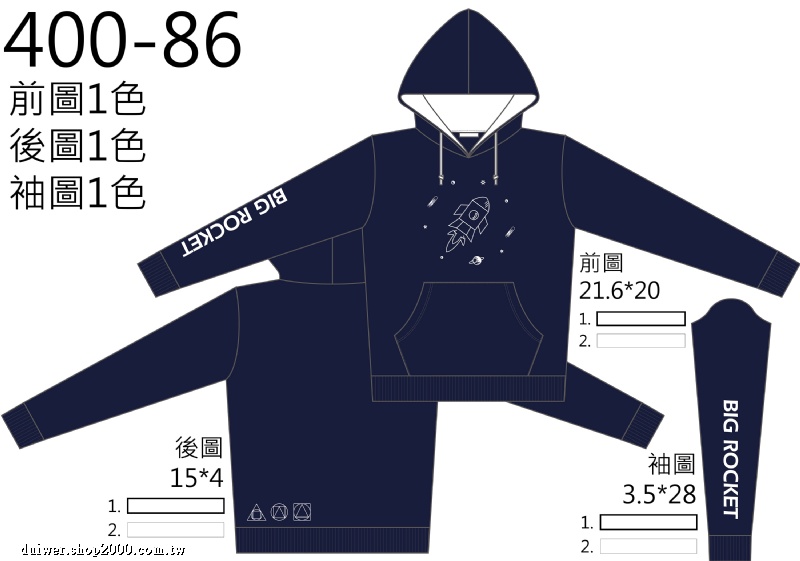 400-86
前圖1色
後圖1色
袖圖1色
BIG ROCKET
前圖
21.6*20
1.
2.
後圖
15*4
1.
2.
袖圖
3.5*28
1.
2.
BIG ROCKET
duiwer.shop2000.com.tw